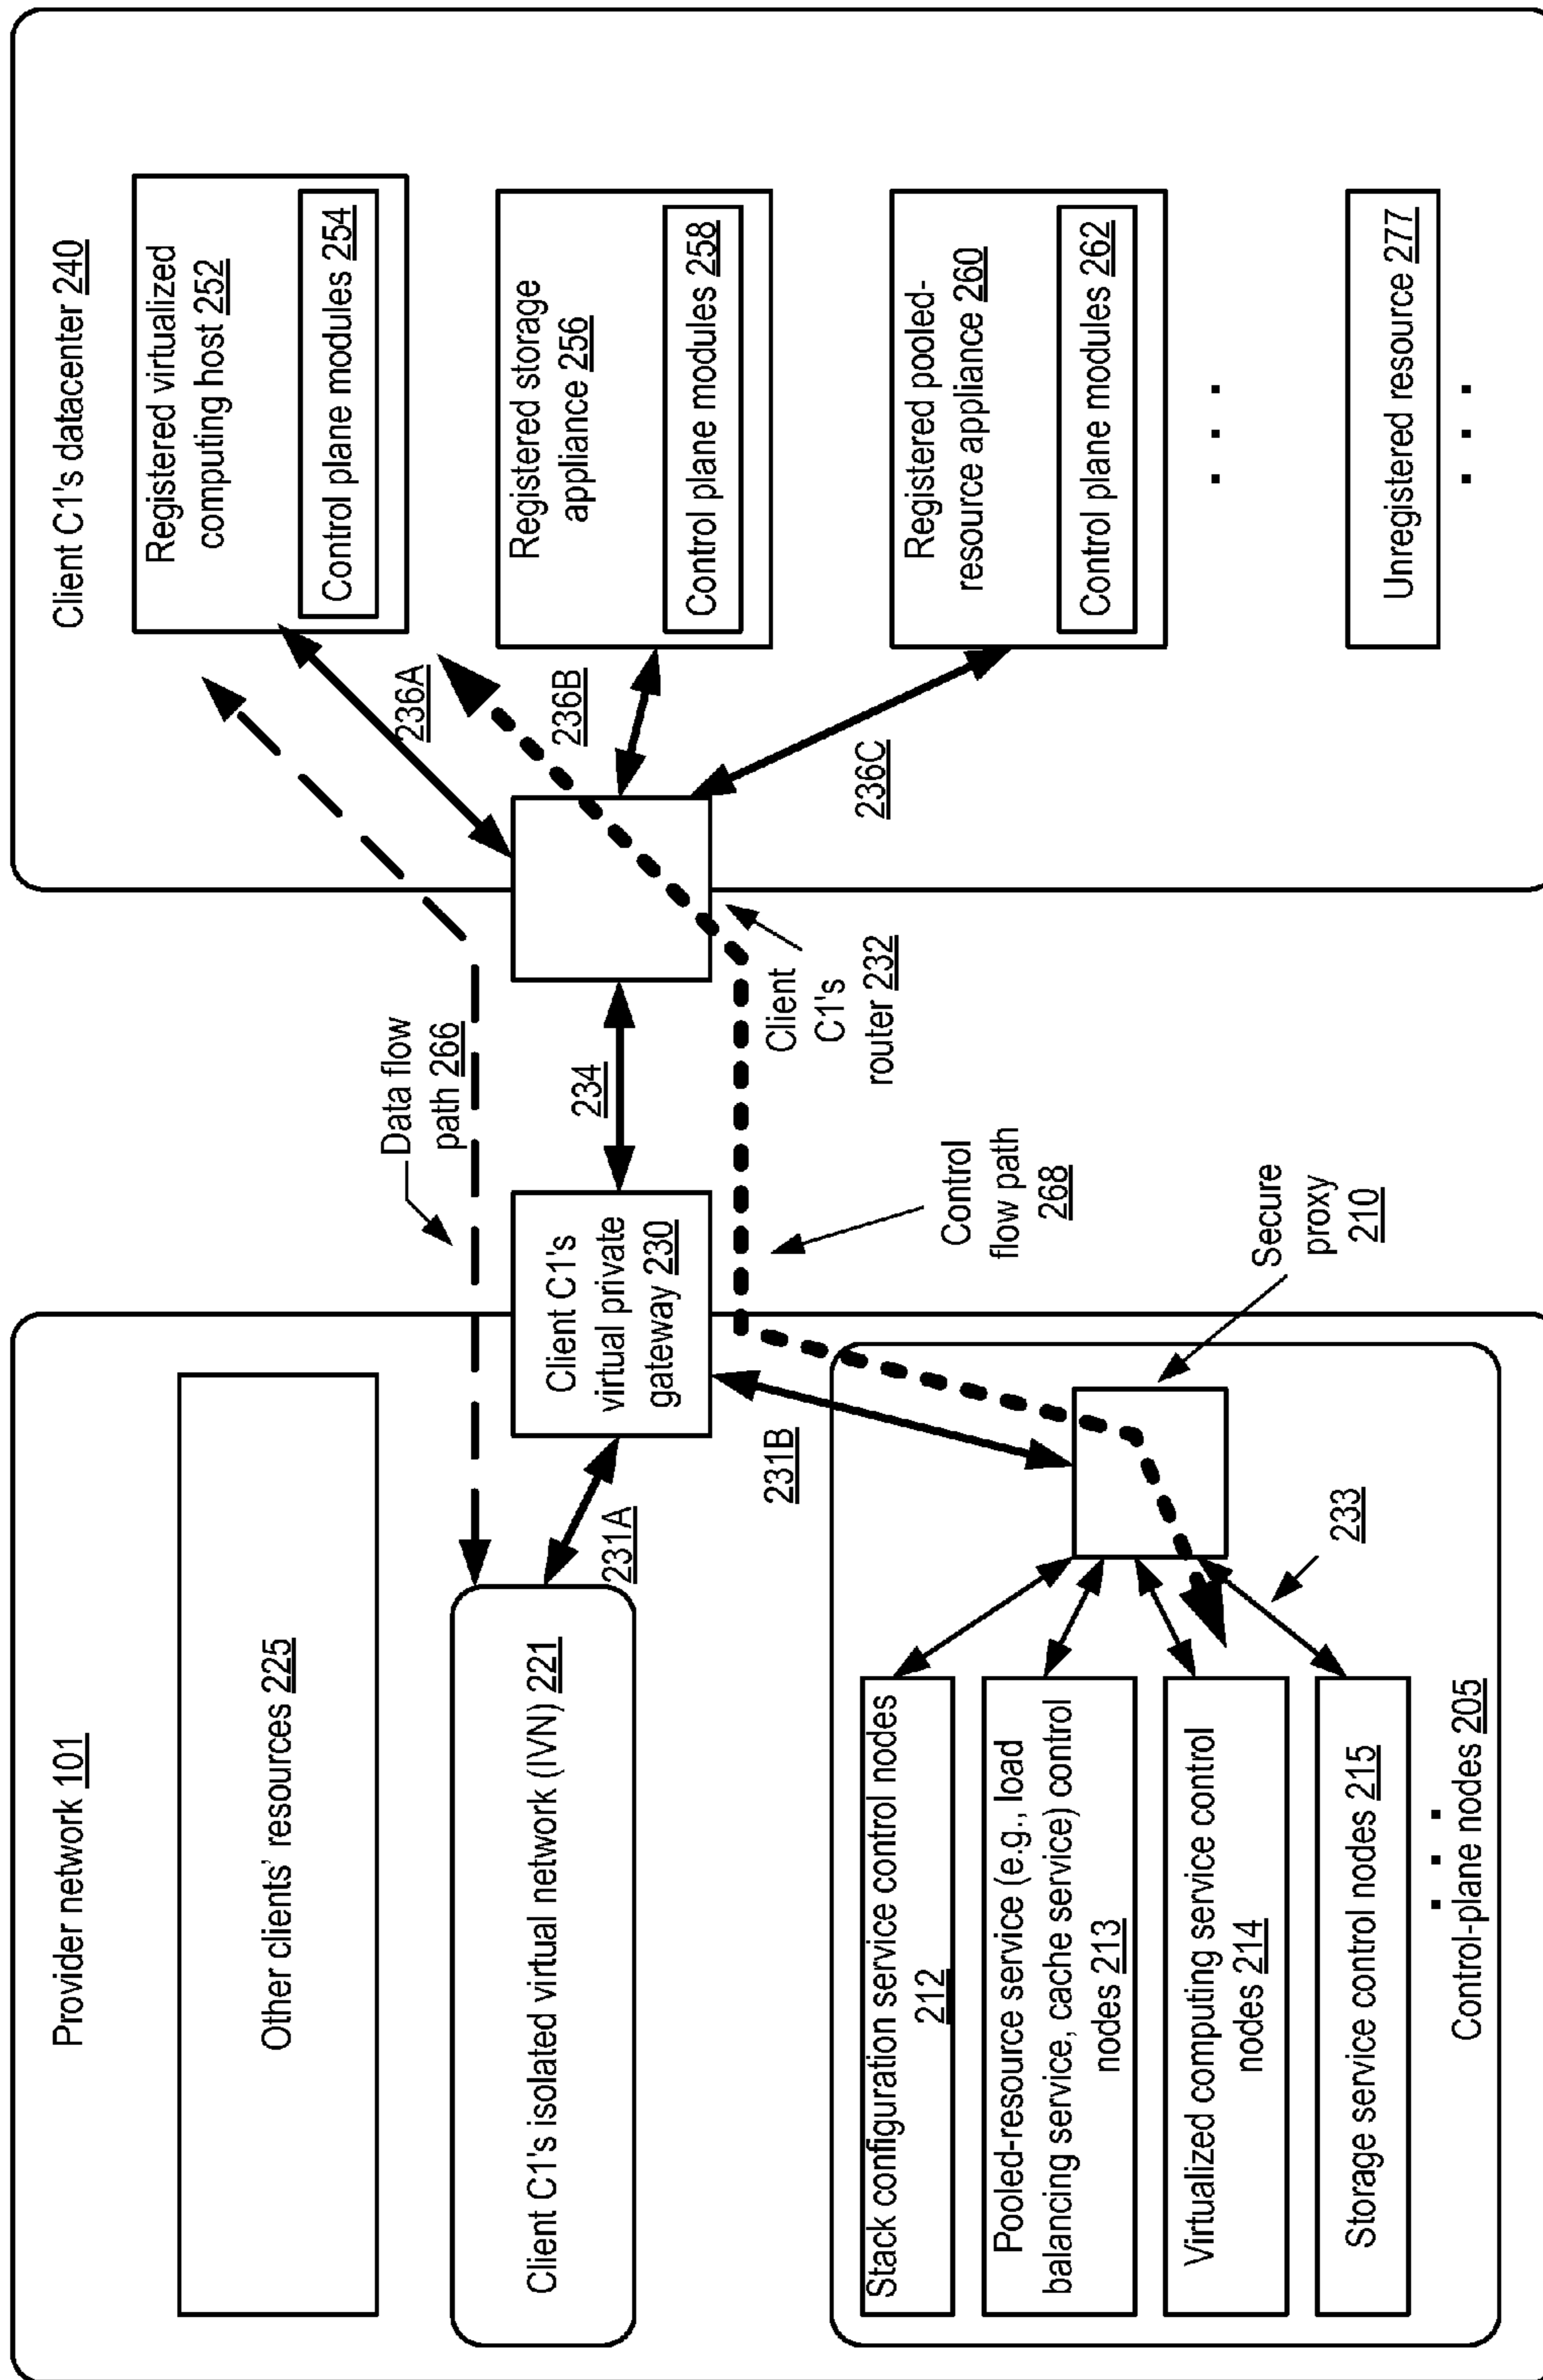 Provider network 101
Other clients' resources 225
Client C1's isolated virtual network (IVN) 221
231A
Client C1's
virtual private
gateway 230
231B
Stack configuration service control nodes
212
Pooled-resource service (e.g., load
balancing service, cache service) control
nodes 213
Virtualized computing service control
nodes 214
Storage service control nodes 215
Control-plane nodes 205
233
Secure
proxy
210
Data flow
path 266
234
Control
flow path
268
Client
C1's
router 232
Client C1's datacenter 240
236A
236B
236C
Registered virtualized
computing host 252
Control plane modules 254
Registered storage
appliance 256
Control plane modules 258
Registered pooled-
resource appliance 260
Control plane modules 262
Unregistered resource 277